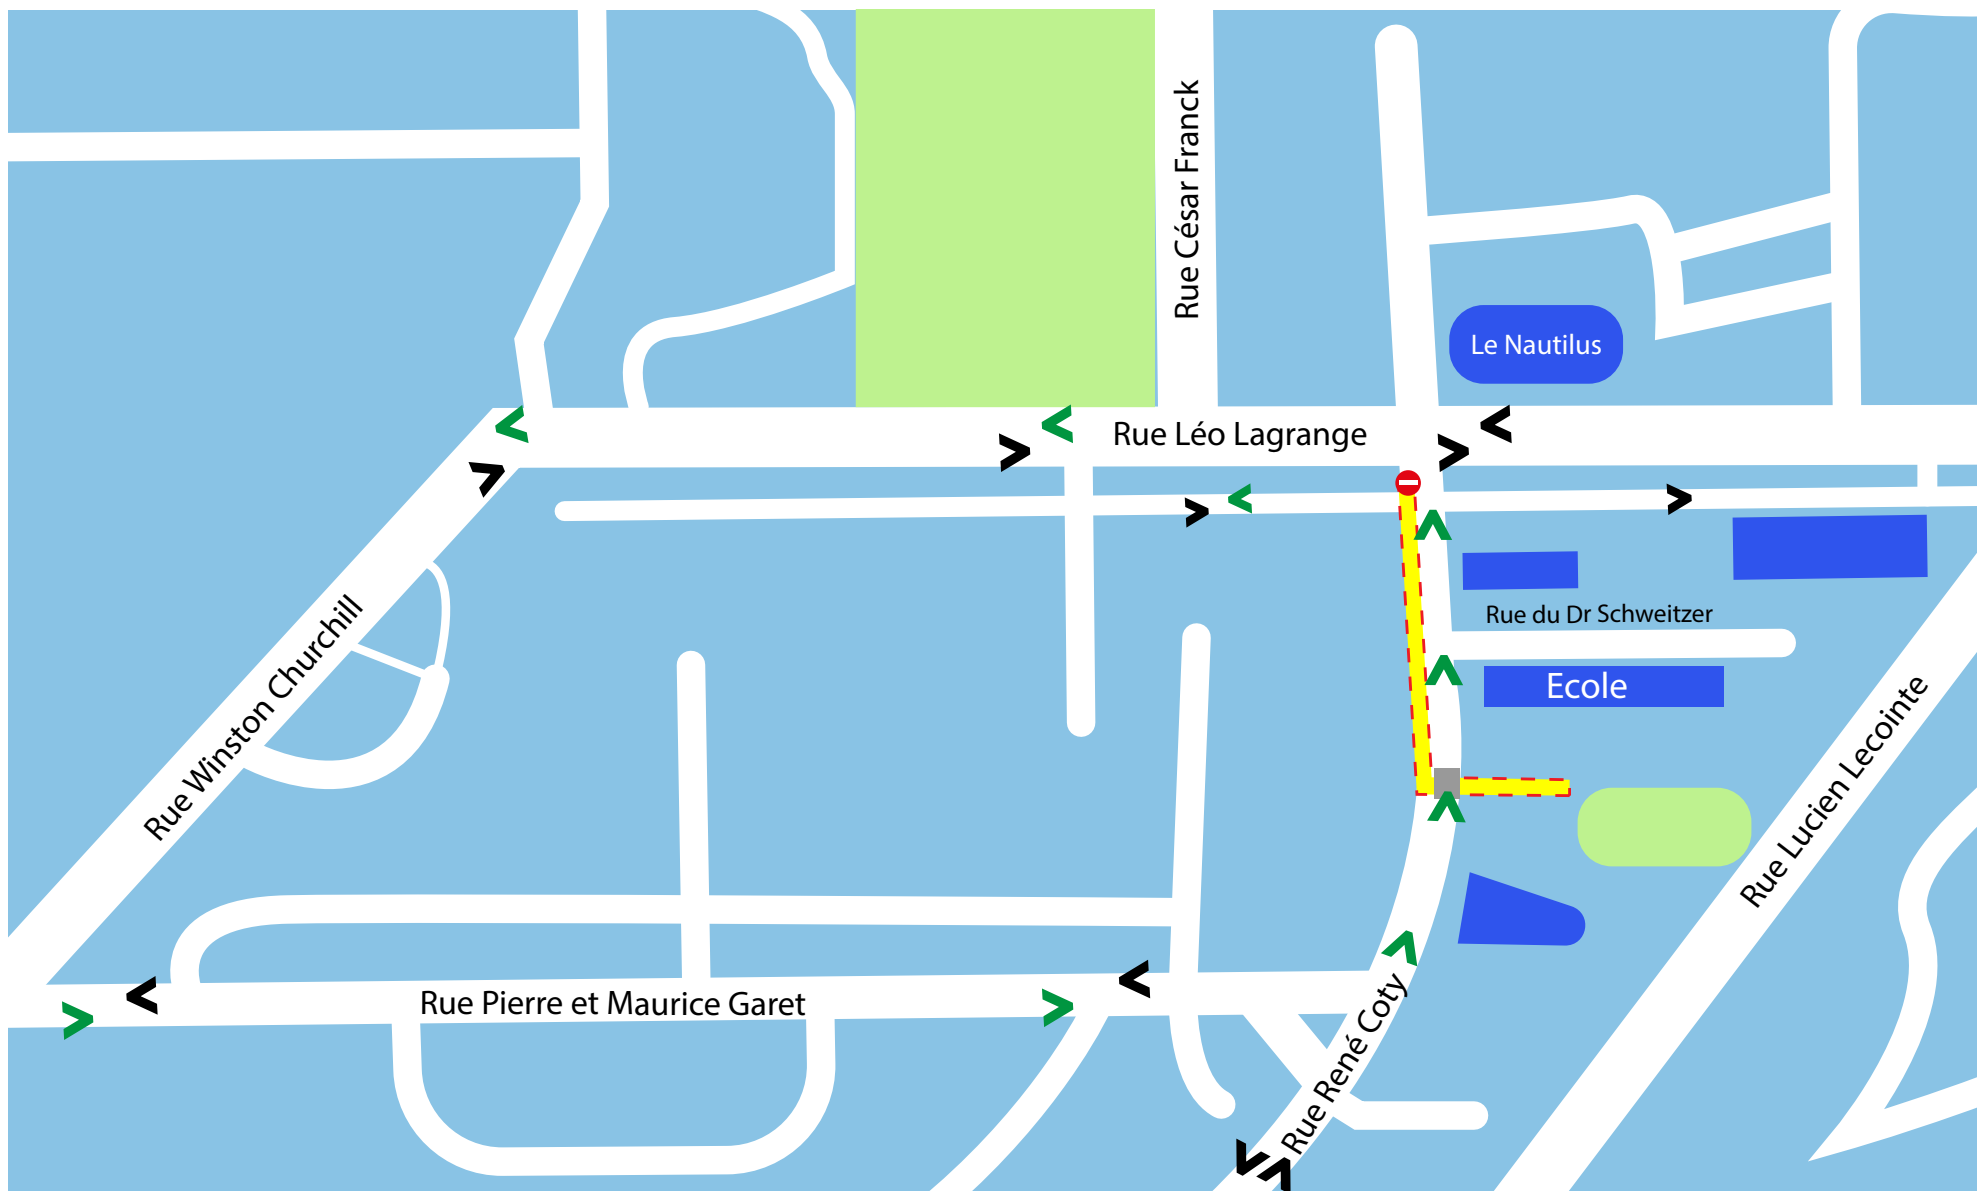 Rue César Franck
Le Nautilus
Rue Léo Lagrange
Rue du Dr Schweitzer
Ecole
Rue Winston Churchill
Rue Lucien Lecointe
Rue Pierre et Maurice Garet
Rue René Coty